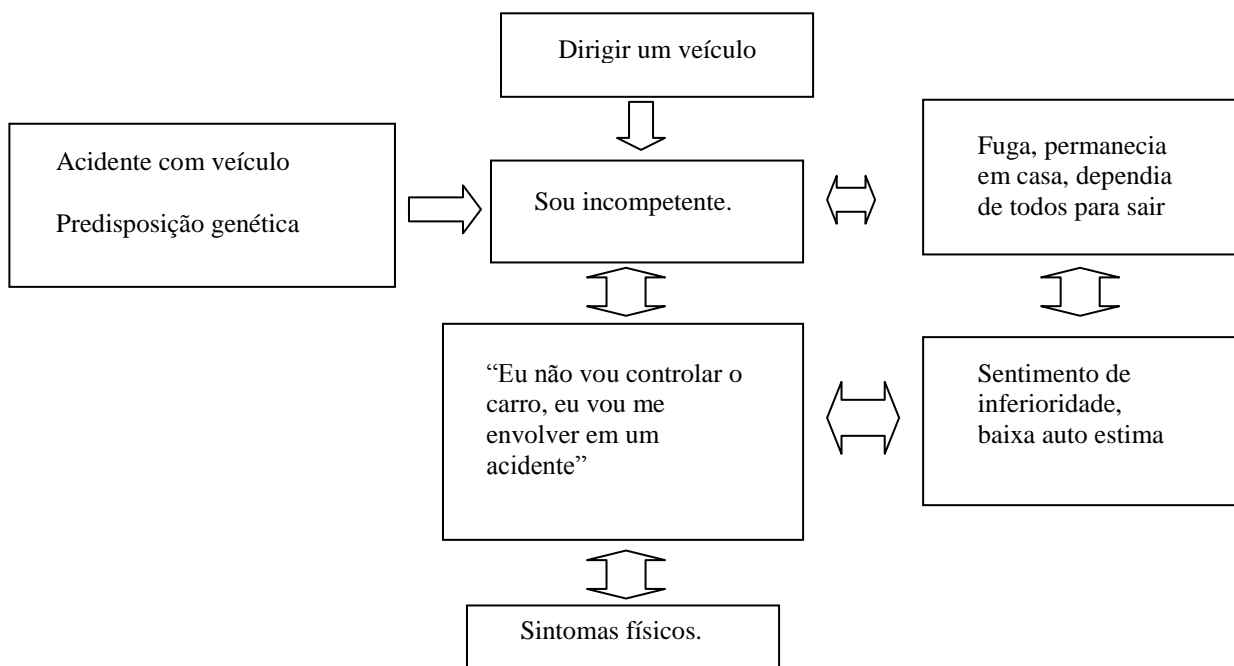 Dirigir um veículo
Acidente com veículo
Predisposição genética
Sou incompetente.
Fuga, permanecia
em casa, dependia
de todos para sair
“Eu não vou controlar o
carro, eu vou me
envolver em um
acidente”
Sentimento de
inferioridade,
baixa auto estima
Sintomas físicos.